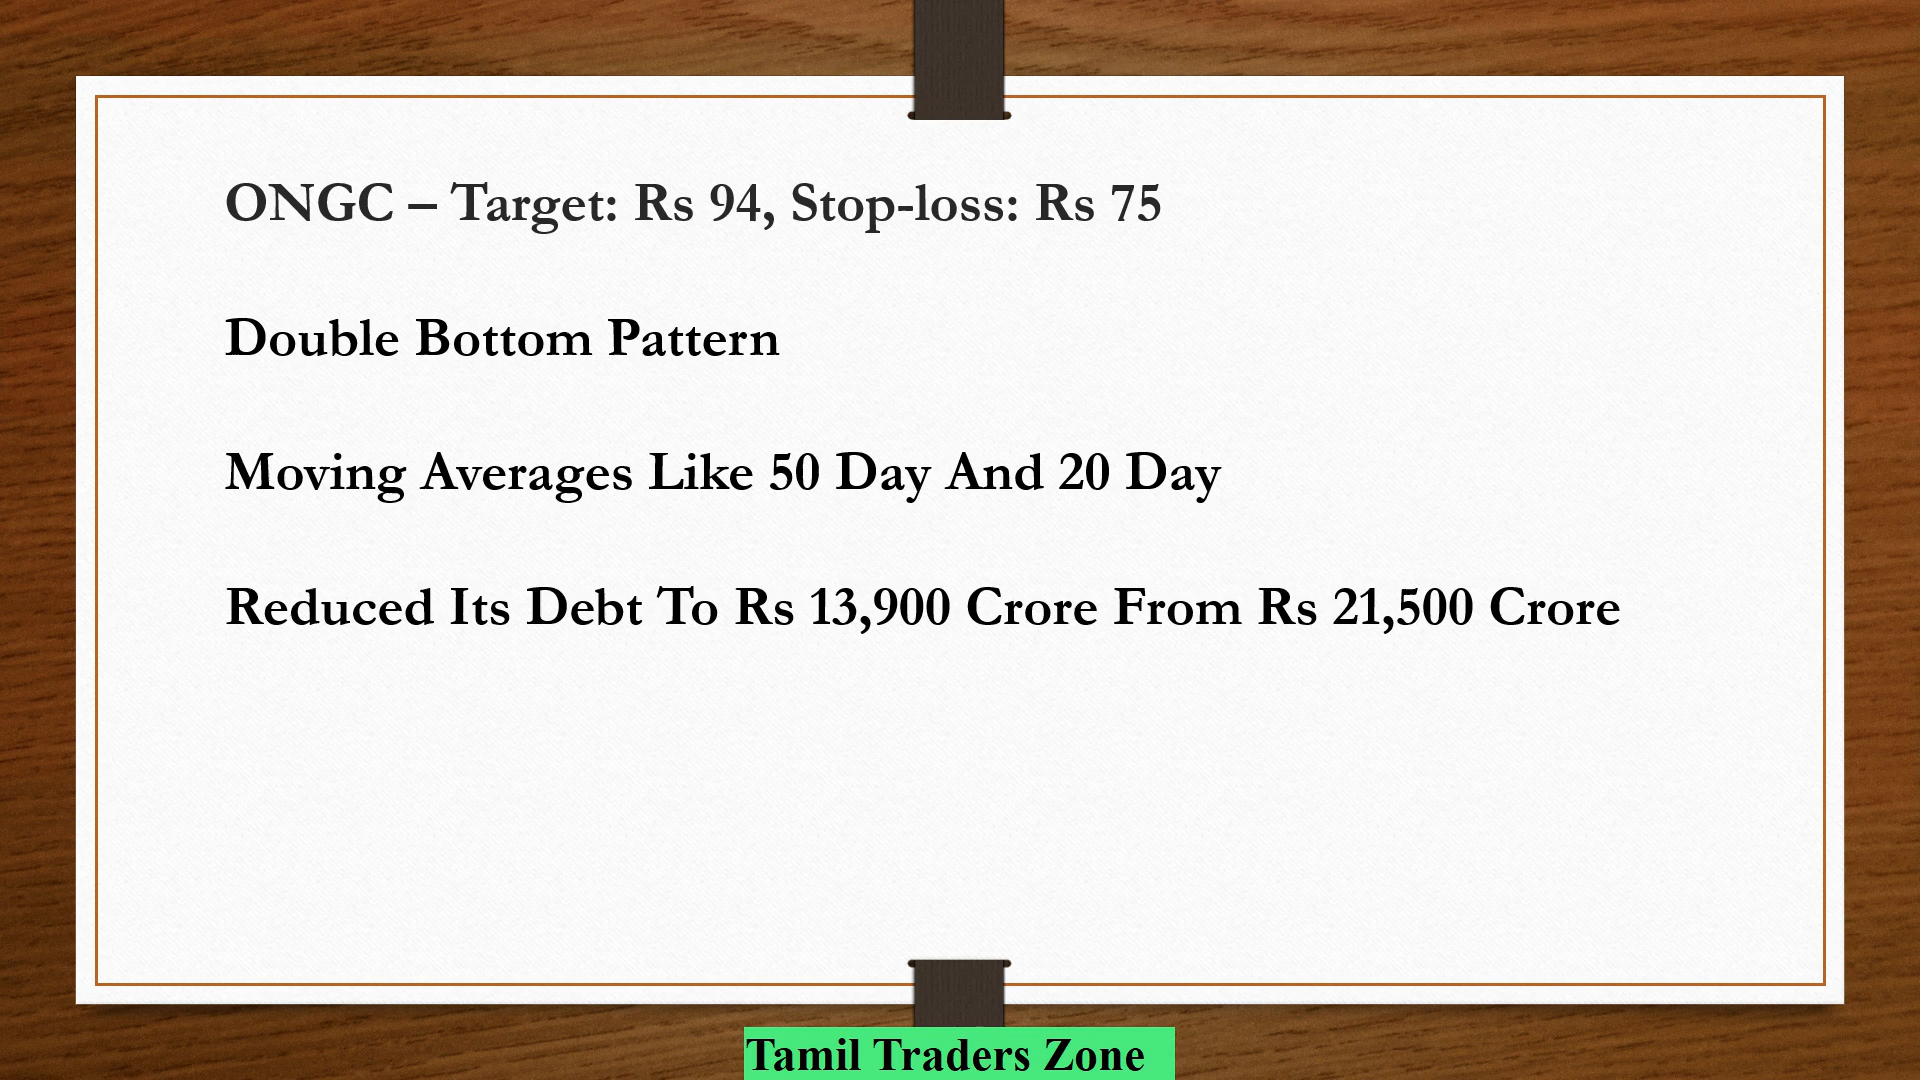 ONGC – Target: Rs 94, Stop-loss: Rs 75
Double Bottom Pattern
Moving Averages Like 50 Day And 20 Day
Reduced Its Debt To Rs 13,900 Crore From Rs 21,500 Crore
Tamil Traders Zone